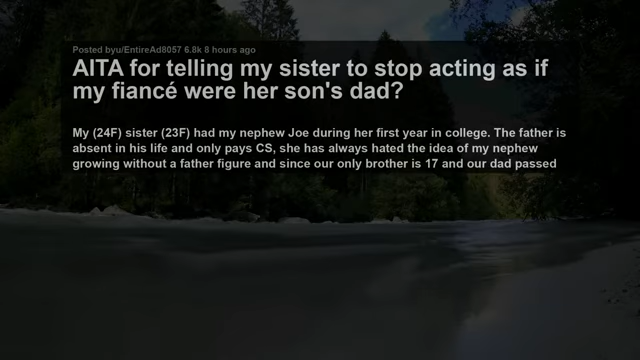 Posted byu/EntireAd8057 6.8k 8 hours ago
AITA for telling my sister to stop acting as if
my fiancé were her son's dad?
My (24F) sister (23F) had my nephew Joe during her first year in college. The father is
absent in his life and only pays CS, she has always hated the idea of my nephew
growing without a father figure and since our only brother is 17 and our dad passed